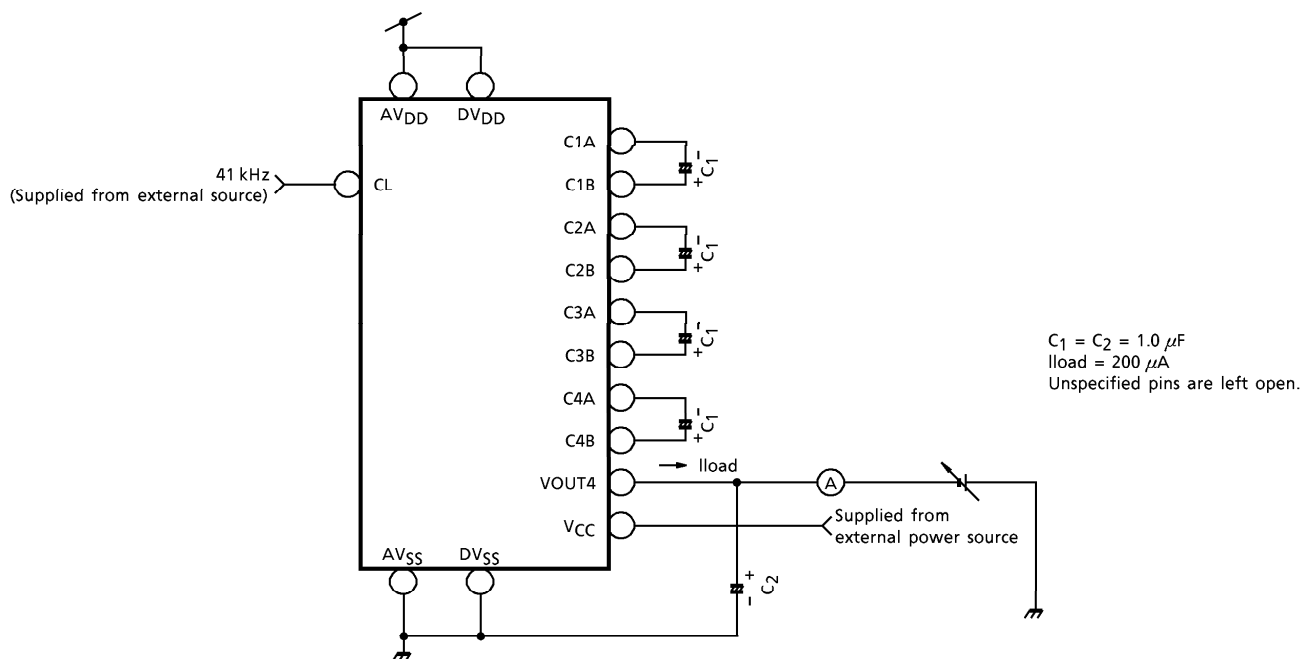 AVDD
DVDD
41 kHz
(Supplied from external source)
CL
C1A
C1B
− + C1
C2A
C2B
− + C1
C3A
C3B
− + C1
C4A
C4B
− + C1
C1 = C2 = 1.0 μF
Iload = 200 μA
Unspecified pins are left open.
Iload
VOUT4
A
VCC
Supplied from
external power source
AVSS
DVSS
+ − C2